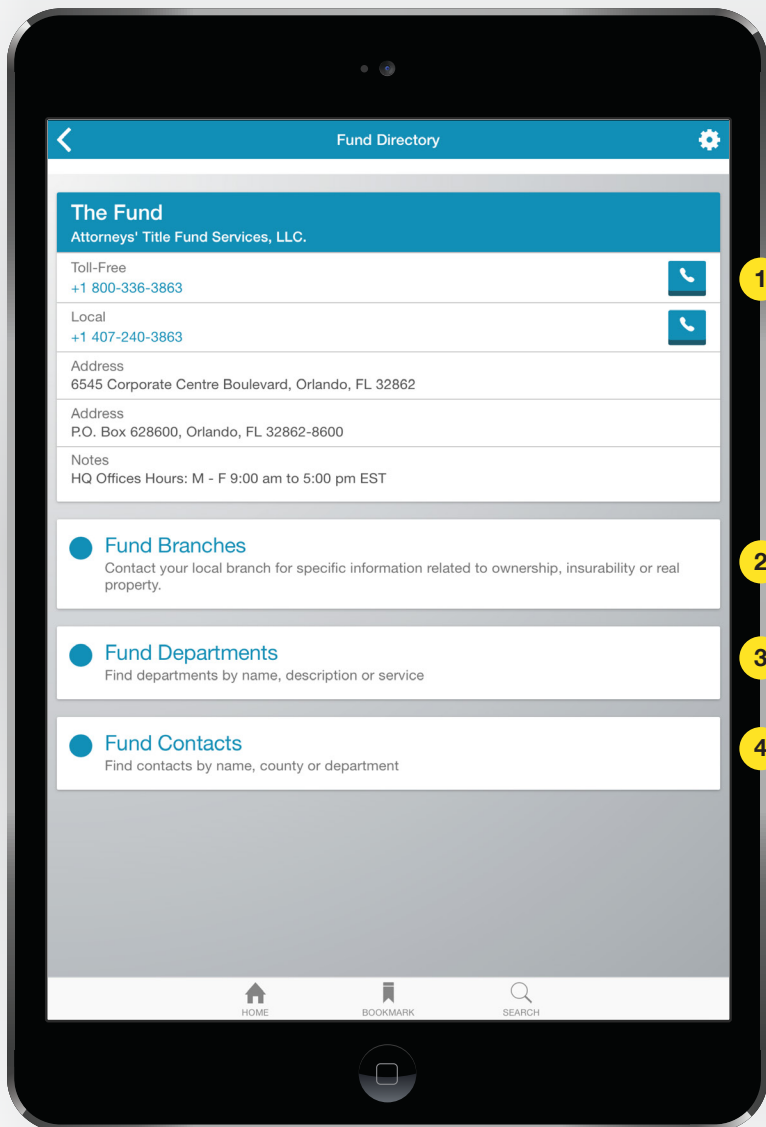 Fund Directory
The Fund
Attorneys' Title Fund Services, LLC.
Toll-Free
+1 800-336-3863
1
Local
+1 407-240-3863
Address
6545 Corporate Centre Boulevard, Orlando, FL 32862
Address
P.O. Box 628600, Orlando, FL 32862-8600
Notes
HQ Offices Hours: M - F 9:00 am to 5:00 pm EST
Fund Branches
2
Contact your local branch for specific information related to ownership, insurability or real
property.
Fund Departments
3
Find departments by name, description or service
Fund Contacts
4
Find contacts by name, county or department
HOME
BOOKMARK
SEARCH